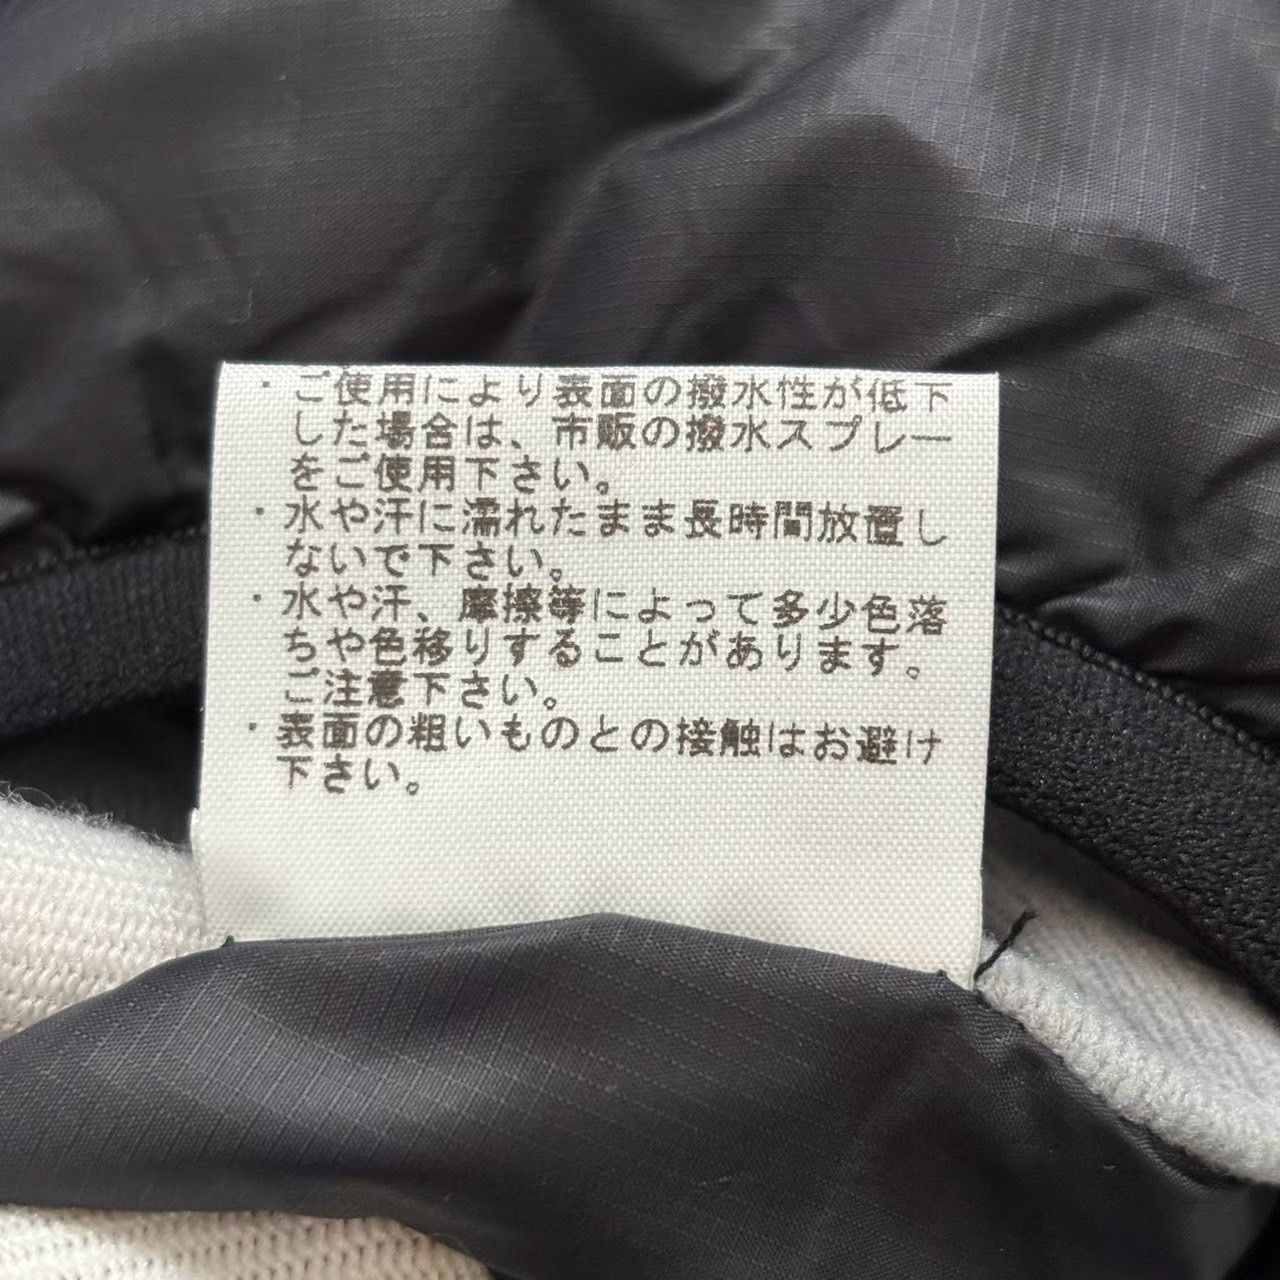 ・ご使用により表面の撥水性が低下
した場合は、市販の撥水スプレー
をご使用下さい。
・水や汗に濡れたまま長時間放置し
ないで下さい。
・水や汗、摩擦等によって多少色落
ちや色移りすることがあります。
ご注意下さい。
・表面の粗いものとの接触はお避け
下さい。